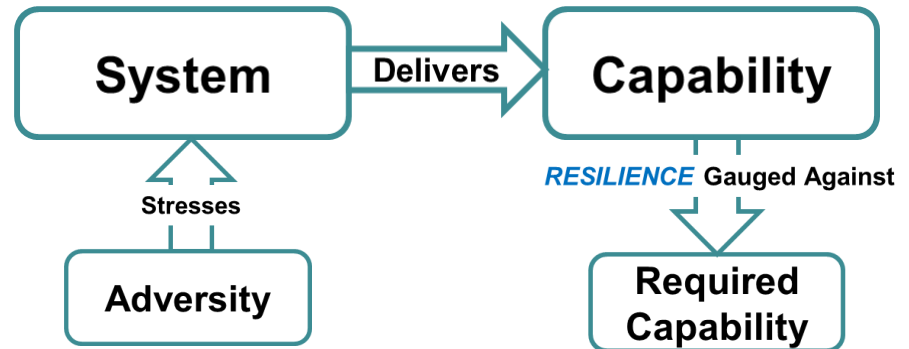 System
Delivers
Capability
Stresses
RESILIENCE Gauged Against
Adversity
Required
Capability